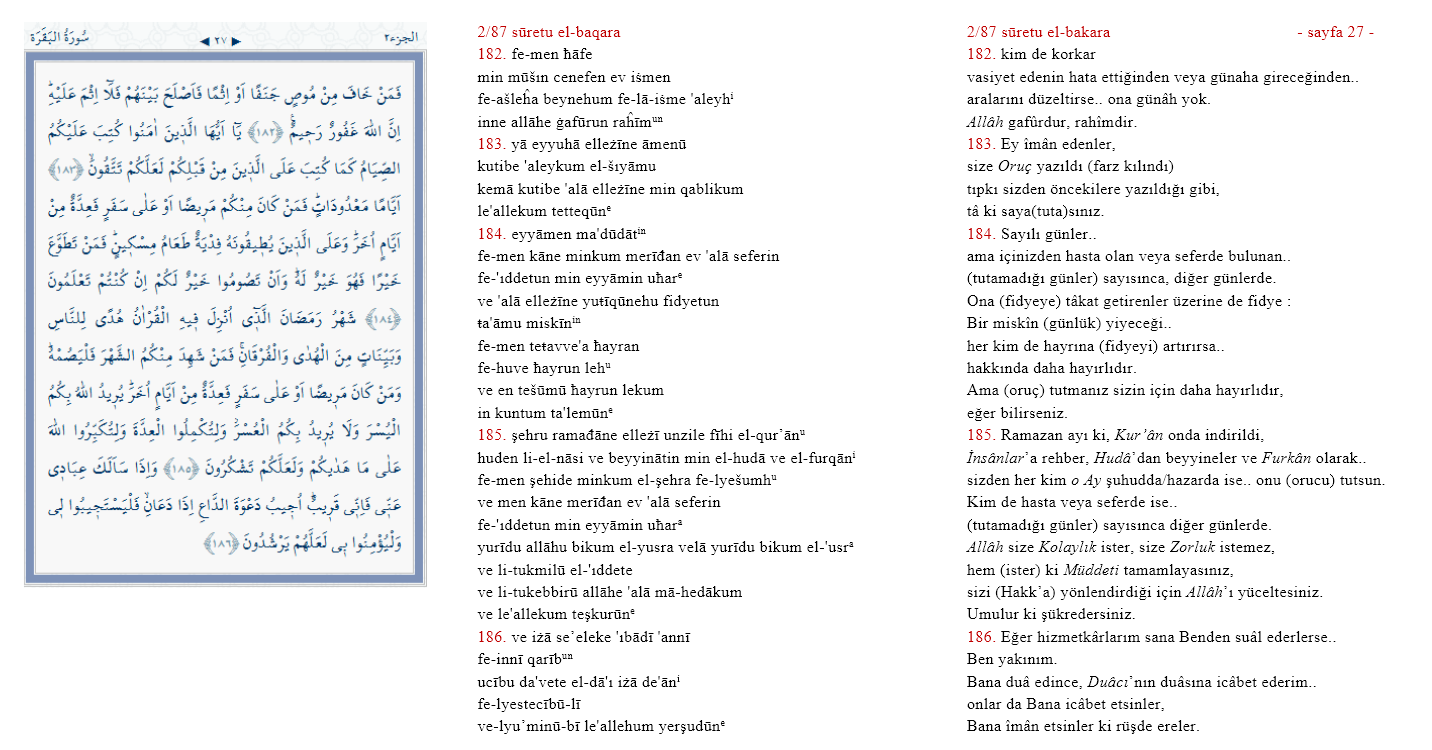 سُورَةُ الْبَقَرَةِ
◀ ٢٧ ▶
الجزء٢
فَمَنْ خَافَ مِنْ مُوصٍ جَنَفًا اَوْ اِثْمًا فَاَصْلَحَ بَيْنَهُمْ فَلَٓا اِثْمَ عَلَيْهِۜ
اِنَّ اللّٰهَ غَفُورٌ رَحٖيمٌࣖ ﴿١٨٢﴾ يَٓا اَيُّهَا الَّذٖينَ اٰمَنُوا كُتِبَ عَلَيْكُمُ
الصِّيَامُ كَمَا كُتِبَ عَلَى الَّذٖينَ مِنْ قَبْلِكُمْ لَعَلَّكُمْ تَتَّقُونَۙ ﴿١٨٣﴾
اَيَّامًا مَعْدُودَاتٍۜ فَمَنْ كَانَ مِنْكُمْ مَرٖيضًا اَوْ عَلٰى سَفَرٍ فَعِدَّةٌ مِنْ
اَيَّامٍ اُخَرَۜ وَعَلَى الَّذٖينَ يُطٖيقُونَهُ فِدْيَةٌ طَعَامُ مِسْكٖينٍۜ فَمَنْ تَطَوَّعَ
خَيْرًا فَهُوَ خَيْرٌ لَهُۜ وَاَنْ تَصُومُوا خَيْرٌ لَكُمْ اِنْ كُنْتُمْ تَعْلَمُونَ
﴿١٨٤﴾ شَهْرُ رَمَضَانَ الَّذٖٓى اُنْزِلَ فٖيهِ الْقُرْاٰنُ هُدًى لِلنَّاسِ
وَبَيِّنَاتٍ مِنَ الْهُدٰى وَالْفُرْقَانِۚ فَمَنْ شَهِدَ مِنْكُمُ الشَّهْرَ فَلْيَصُمْهُۜ
وَمَنْ كَانَ مَرٖيضًا اَوْ عَلٰى سَفَرٍ فَعِدَّةٌ مِنْ اَيَّامٍ اُخَرَۜ يُرٖيدُ اللّٰهُ بِكُمُ
الْيُسْرَ وَلَا يُرٖيدُ بِكُمُ الْعُسْرَۘ وَلِتُكْمِلُوا الْعِدَّةَ وَلِتُكَبِّرُوا اللّٰهَ
عَلٰى مَا هَدٰيكُمْ وَلَعَلَّكُمْ تَشْكُرُونَ ﴿١٨٥﴾ وَاِذَا سَاَلَكَ عِبَادٖى
عَنّٖى فَاِنّٖى قَرٖيبٌۜ اُجٖيبُ دَعْوَةَ الدَّاعِ اِذَا دَعَانِۙ فَلْيَسْتَجٖيبُوا لٖى
وَلْيُؤْمِنُوا بٖى لَعَلَّهُمْ يَرْشُدُونَ ﴿١٨٦﴾
2/87 sūretu el-baqara
182. fe-men ħāfe
min mūšın cenefen ev iśmen
fe-ašleĥa beynehum fe-lā-iśme 'aleyhⁱ
inne allāhe ġafūrun raĥīmᵘⁿ
183. yā eyyuhā elleżīne āmenū
kutibe 'aleykum el-šıyāmu
kemā kutibe 'alā elleżīne min qablikum
le'allekum tetteqūnᵉ
184. eyyāmen ma'dūdātⁱⁿ
fe-men kāne minkum merīđan ev 'alā seferin
fe-'ıddetun min eyyāmin uħarᵉ
ve 'alā elleżīne yuŧīqūnehu fidyetun
ŧa'āmu miskīnⁱⁿ
fe-men teŧavve'a ħayran
fe-huve ħayrun lehᵘ
ve en tešūmū ħayrun lekum
in kuntum ta'lemūnᵉ
185. şehru ramađāne elleżī unzile fīhi el-qur’ānᵘ
huden li-el-nāsi ve beyyinātin min el-hudā ve el-furqānⁱ
fe-men şehide minkum el-şehra fe-lyešumhᵘ
ve men kāne merīđan ev 'alā seferin
fe-'ıddetun min eyyāmin uħarᵃ
yurīdu allāhu bikum el-yusra velā yurīdu bikum el-'usrᵃ
ve li-tukmilū el-'ıddete
ve li-tukebbirū allāhe 'alā mā-hedākum
ve le'allekum teşkurūnᵉ
186. ve iżā se’eleke 'ıbādī 'annī
fe-innī qarībᵘⁿ
ucību da'vete el-dā'ı iżā de'ānⁱ
fe-lyestecībū-lī
ve-lyu’minū-bī le'allehum yerşudūnᵉ
2/87 sūretu el-bakara - sayfa 27 -
182. kim de korkar
vasiyet edenin hata ettiğinden veya günaha gireceğinden..
aralarını düzeltirse.. ona günâh yok.
Allâh gafûrdur, rahîmdir.
183. Ey îmân edenler,
size Oruç yazıldı (farz kılındı)
tıpkı sizden öncekilere yazıldığı gibi,
tâ ki saya(tuta)sınız.
184. Sayılı günler..
ama içinizden hasta olan veya seferde bulunan..
(tutamadığı günler) sayısınca, diğer günlerde.
Ona (fidyeye) tâkat getirenler üzerine de fidye :
Bir miskîn (günlük) yiyeceği..
her kim de hayrına (fidyeyi) artırırsa..
hakkında daha hayırlıdır.
Ama (oruç) tutmanız sizin için daha hayırlıdır,
eğer bilirseniz.
185. Ramazan ayı ki, Kur’ân onda indirildi,
İnsânlar’a rehber, Hudâ’dan beyyineler ve Furkân olarak..
sizden her kim o Ay şuhudda/hazarda ise.. onu (orucu) tutsun.
Kim de hasta veya seferde ise..
(tutamadığı günler) sayısınca diğer günlerde.
Allâh size Kolaylık ister, size Zorluk istemez,
hem (ister) ki Müddeti tamamlayasınız,
sizi (Hakk’a) yönlendirdiği için Allâh’ı yüceltesiniz.
Umulur ki şükredersiniz.
186. Eğer hizmetkârlarım sana Benden suâl ederlerse..
Ben yakınım.
Bana duâ edince, Duâcı’nın duâsına icâbet ederim..
onlar da Bana icâbet etsinler,
Bana îmân etsinler ki rüşde ereler.